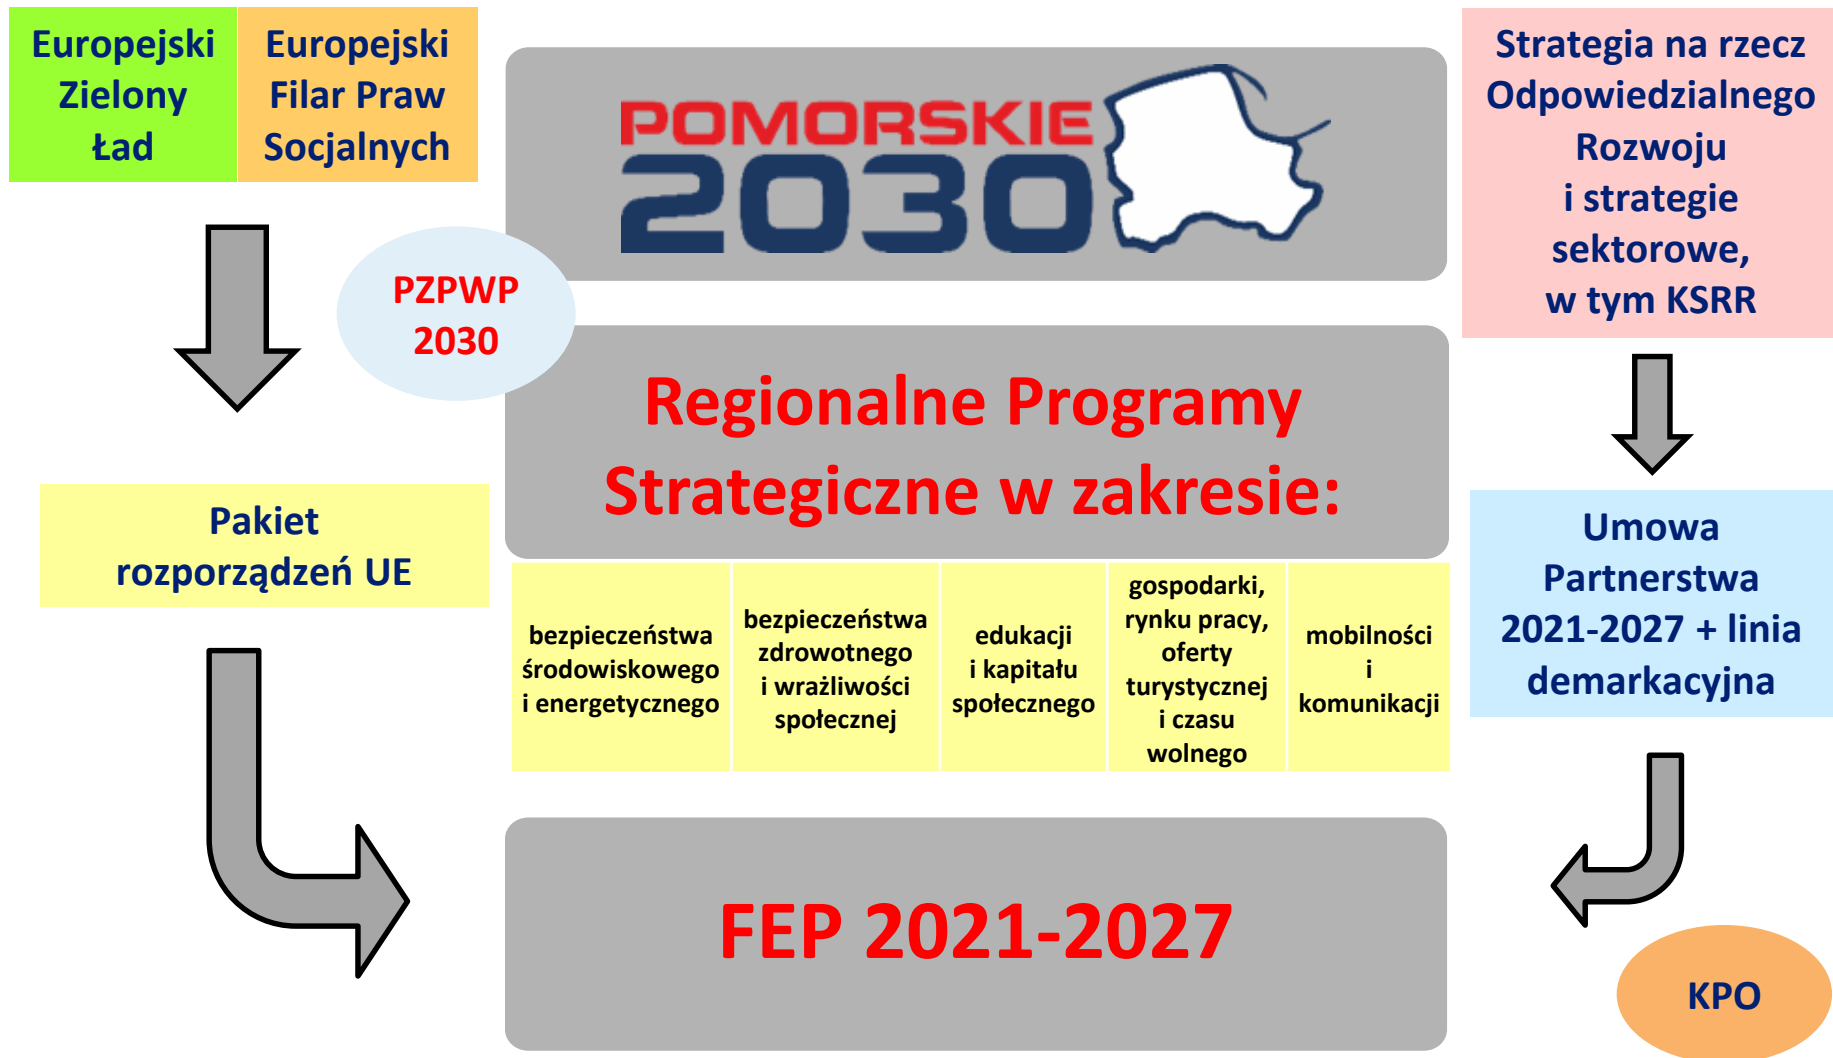 Europejski
Zielony
Ład
Europejski
Filar Praw
Socjalnych
POMORSKIE
2030
Strategia na rzecz
Odpowiedzialnego
Rozwoju
i strategie
sektorowe,
w tym KSRR
PZPWP
2030
Regionalne Programy
Strategiczne w zakresie:
Pakiet
rozporządzeń UE
Umowa
Partnerstwa
2021-2027 + linia
demarkacyjna
bezpieczeństwa
środowiskowego
i energetycznego
bezpieczeństwa
zdrowotnego
i wrażliwości
społecznej
edukacji
i kapitału
społecznego
gospodarki,
rynku pracy,
oferty
turystycznej
i czasu
wolnego
mobilności
i
komunikacji
FEP 2021-2027
KPO